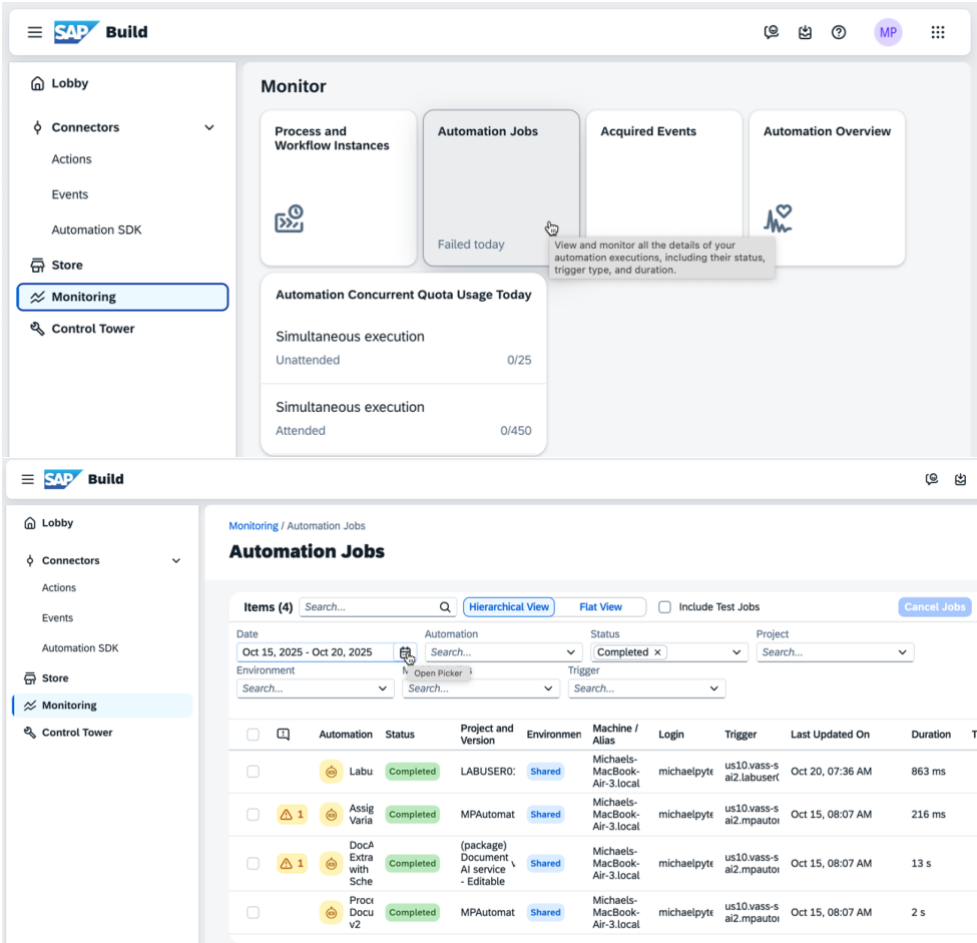 SAP Build
MP
Lobby
Connectors
Actions
Events
Automation SDK
Store
Monitoring
Control Tower
Monitor
Process and
Workflow Instances
Automation Jobs
Failed today
Acquired Events
Automation Overview
View and monitor all the details of your
automation executions, including their status,
trigger type, and duration.
Automation Concurrent Quota Usage Today
Simultaneous execution
Unattended 0/25
Simultaneous execution
Attended 0/450
SAP Build
Lobby
Connectors
Actions
Events
Automation SDK
Store
Monitoring
Control Tower
Monitoring / Automation Jobs
Automation Jobs
Items (4) Search... Hierarchical View Flat View Include Test Jobs Cancel Jobs
Date Automation Status Project
Oct 15, 2025 - Oct 20, 2025 Search... Completed Search...
Open Picker
Environment Trigger
Search... Search... Search...
Automation Status Project and Version Environmen Machine / Alias Login Trigger Last Updated On Duration T
Labu Completed LABUSER0: Shared Michaels-MacBook-Air-3.local michaelpyte us10.vass-s ai2.labuser( Oct 20, 07:36 AM 863 ms
1 Assig Varia Completed MPAutomat Shared Michaels-MacBook-Air-3.local michaelpyte us10.vass-s ai2.mpautor Oct 15, 08:07 AM 216 ms
1 DocA Extra with Sche Completed (package) Document AI service - Editable Shared Michaels-MacBook-Air-3.local michaelpyte us10.vass-s ai2.mpautor Oct 15, 08:07 AM 13 s
Proce Docu v2 Completed MPAutomat Shared Michaels-MacBook-Air-3.local michaelpyte us10.vass-s ai2.mpautor Oct 15, 08:07 AM 2 s